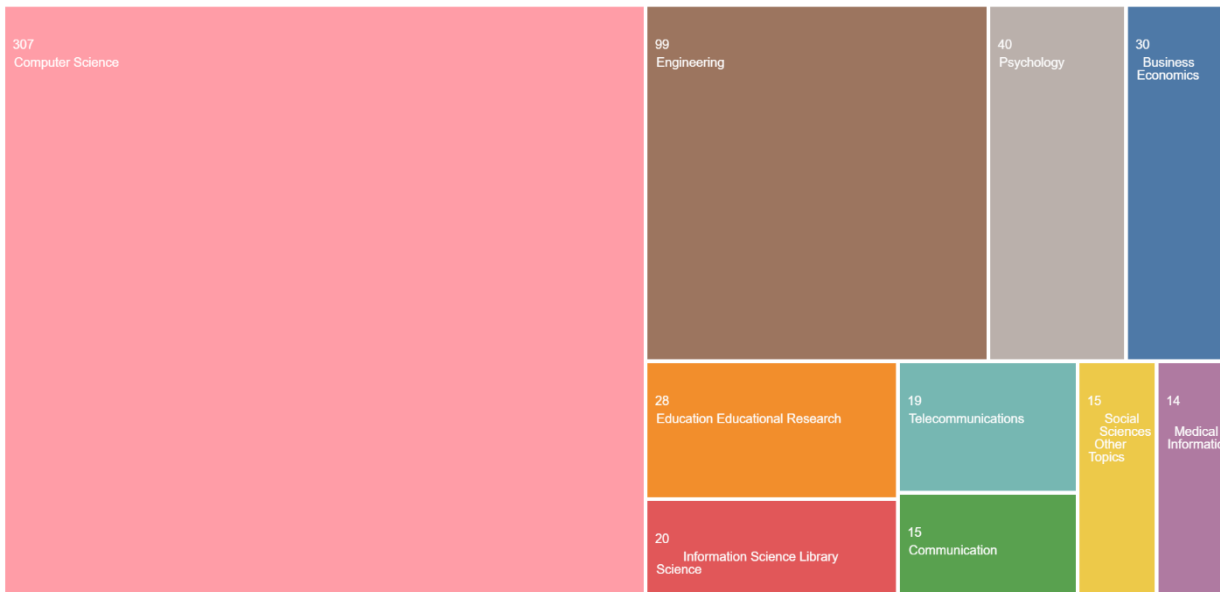 307
Computer Science
99
Engineering
40
Psychology
30
Business
Economics
28
Education Educational Research
19
Telecommunications
15
Social
Sciences
Other
Topics
14
Medical
20
Information Science Library
Science
15
Communication